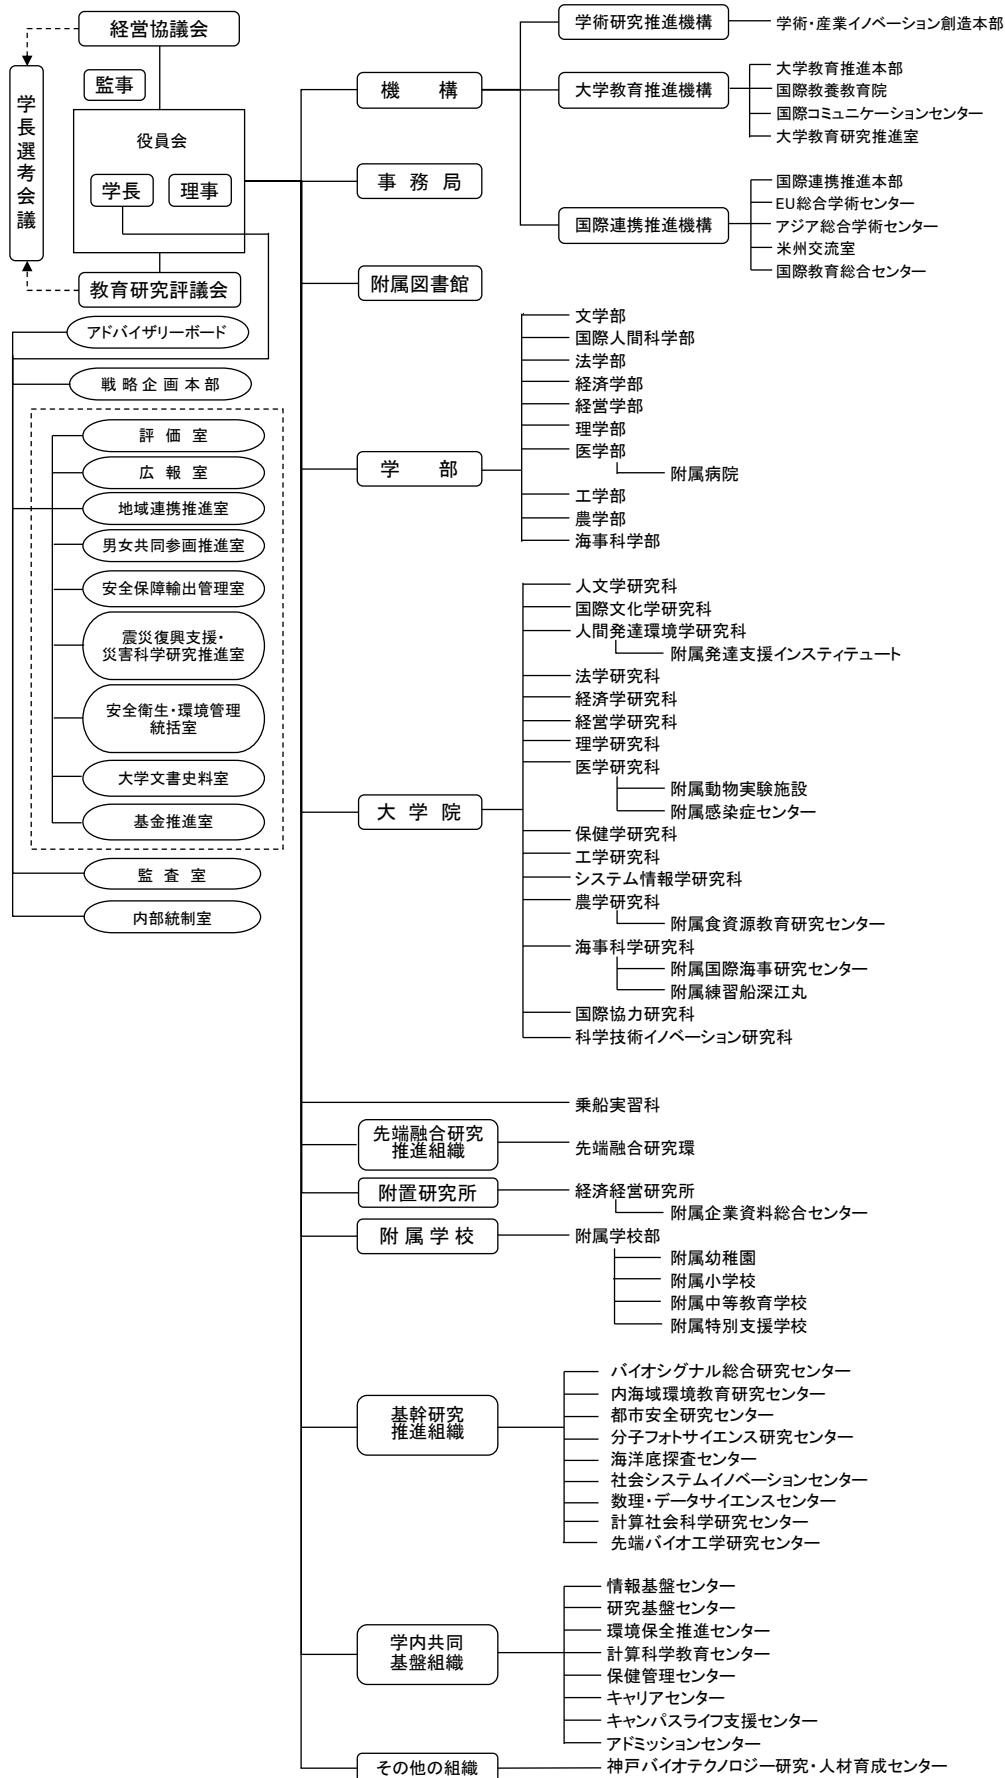 経営協議会
監事
学長選考会議
役員会
学長
理事
教育研究評議会
アドバイザリーボード
戦略企画本部
評価室
広報室
地域連携推進室
男女共同参画推進室
安全保障輸出管理室
震災復興支援・
災害科学研究推進室
安全衛生・環境管理
統括室
大学文書史料室
基金推進室
監査室
内部統制室
機構
学術研究推進機構
学術・産業イノベーション創造本部
大学教育推進機構
大学教育推進本部
国際教養教育院
国際コミュニケーションセンター
大学教育研究推進室
国際連携推進機構
国際連携推進本部
EU総合学術センター
アジア総合学術センター
米州交流室
国際教育総合センター
事務局
附属図書館
学部
文学部
国際人間科学部
法学部
経済学部
経営学部
理学部
医学部
附属病院
工学部
農学部
海事科学部
大学院
人文学研究科
国際文化学研究科
人間発達環境学研究科
附属発達支援インスティテュート
法学研究科
経済学研究科
経営学研究科
理学研究科
医学研究科
附属動物実験施設
附属感染症センター
保健学研究科
工学研究科
システム情報学研究科
農学研究科
附属食資源教育研究センター
海事科学研究科
附属国際海事研究センター
附属練習船深江丸
国際協力研究科
科学技術イノベーション研究科
乗船実習科
先端融合研究
推進組織
先端融合研究環
附置研究所
経済経営研究所
附属企業資料総合センター
附属学校
附属学校部
附属幼稚園
附属小学校
附属中等教育学校
附属特別支援学校
基幹研究
推進組織
バイオシグナル総合研究センター
内海域環境教育研究センター
都市安全研究センター
分子フォトサイエンス研究センター
海洋底探査センター
社会システムイノベーションセンター
数理・データサイエンスセンター
計算社会科学研究センター
先端バイオ工学研究センター
学内共同
基盤組織
情報基盤センター
研究基盤センター
環境保全推進センター
計算科学教育センター
保健管理センター
キャリアセンター
キャンパスライフ支援センター
アドミッションセンター
その他の組織
神戸バイオテクノロジー研究・人材育成センター